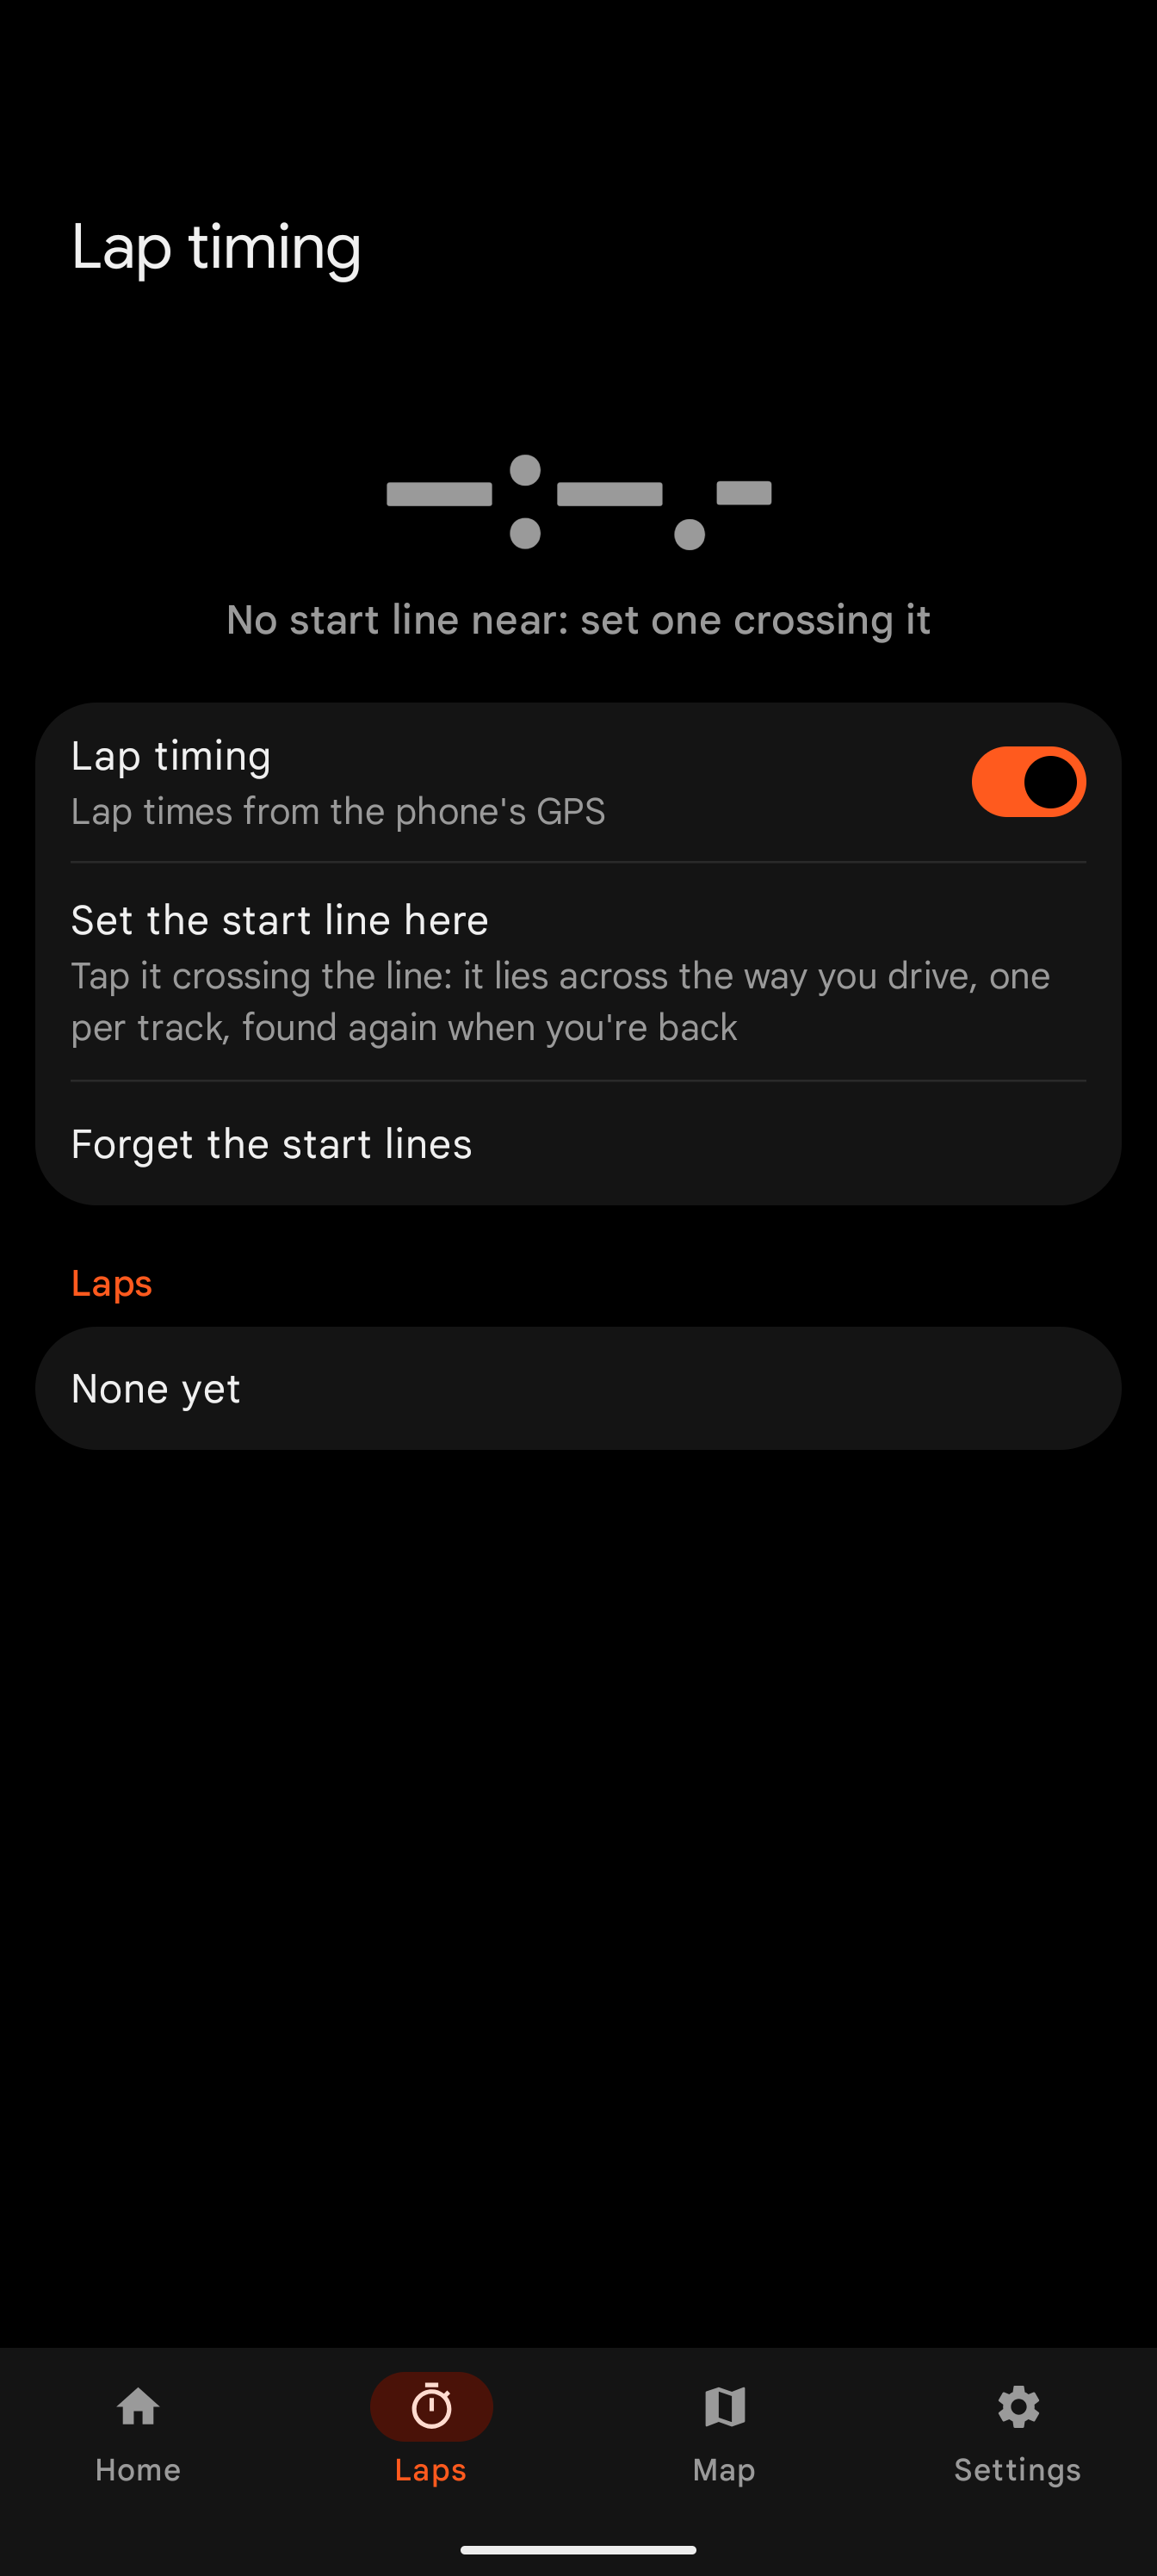 Lap timing
–:–.-
No start line near: set one crossing it
Lap timing
Lap times from the phone's GPS
Set the start line here
Tap it crossing the line: it lies across the way you drive, one
per track, found again when you're back
Forget the start lines
Laps
None yet
Home
Laps
Map
Settings